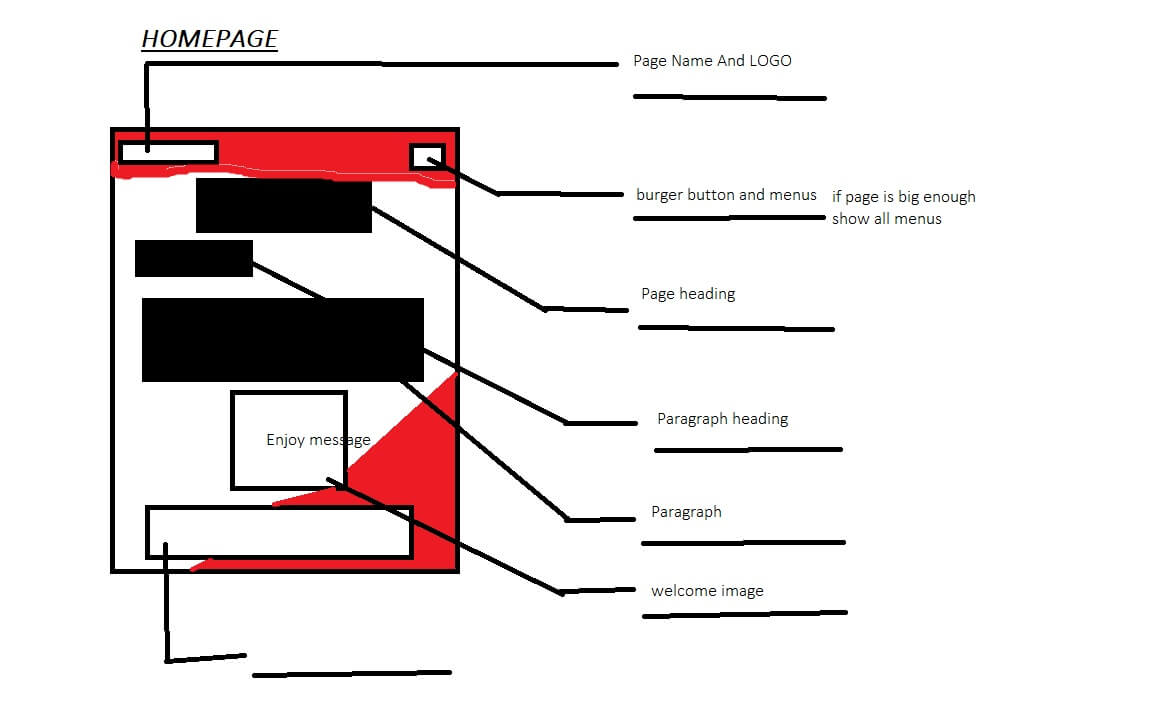 HOMEPAGE
Page Name And LOGO
burger button and menus
if page is big enough
show all menus
Page heading
Paragraph heading
Enjoy message
Paragraph
welcome image